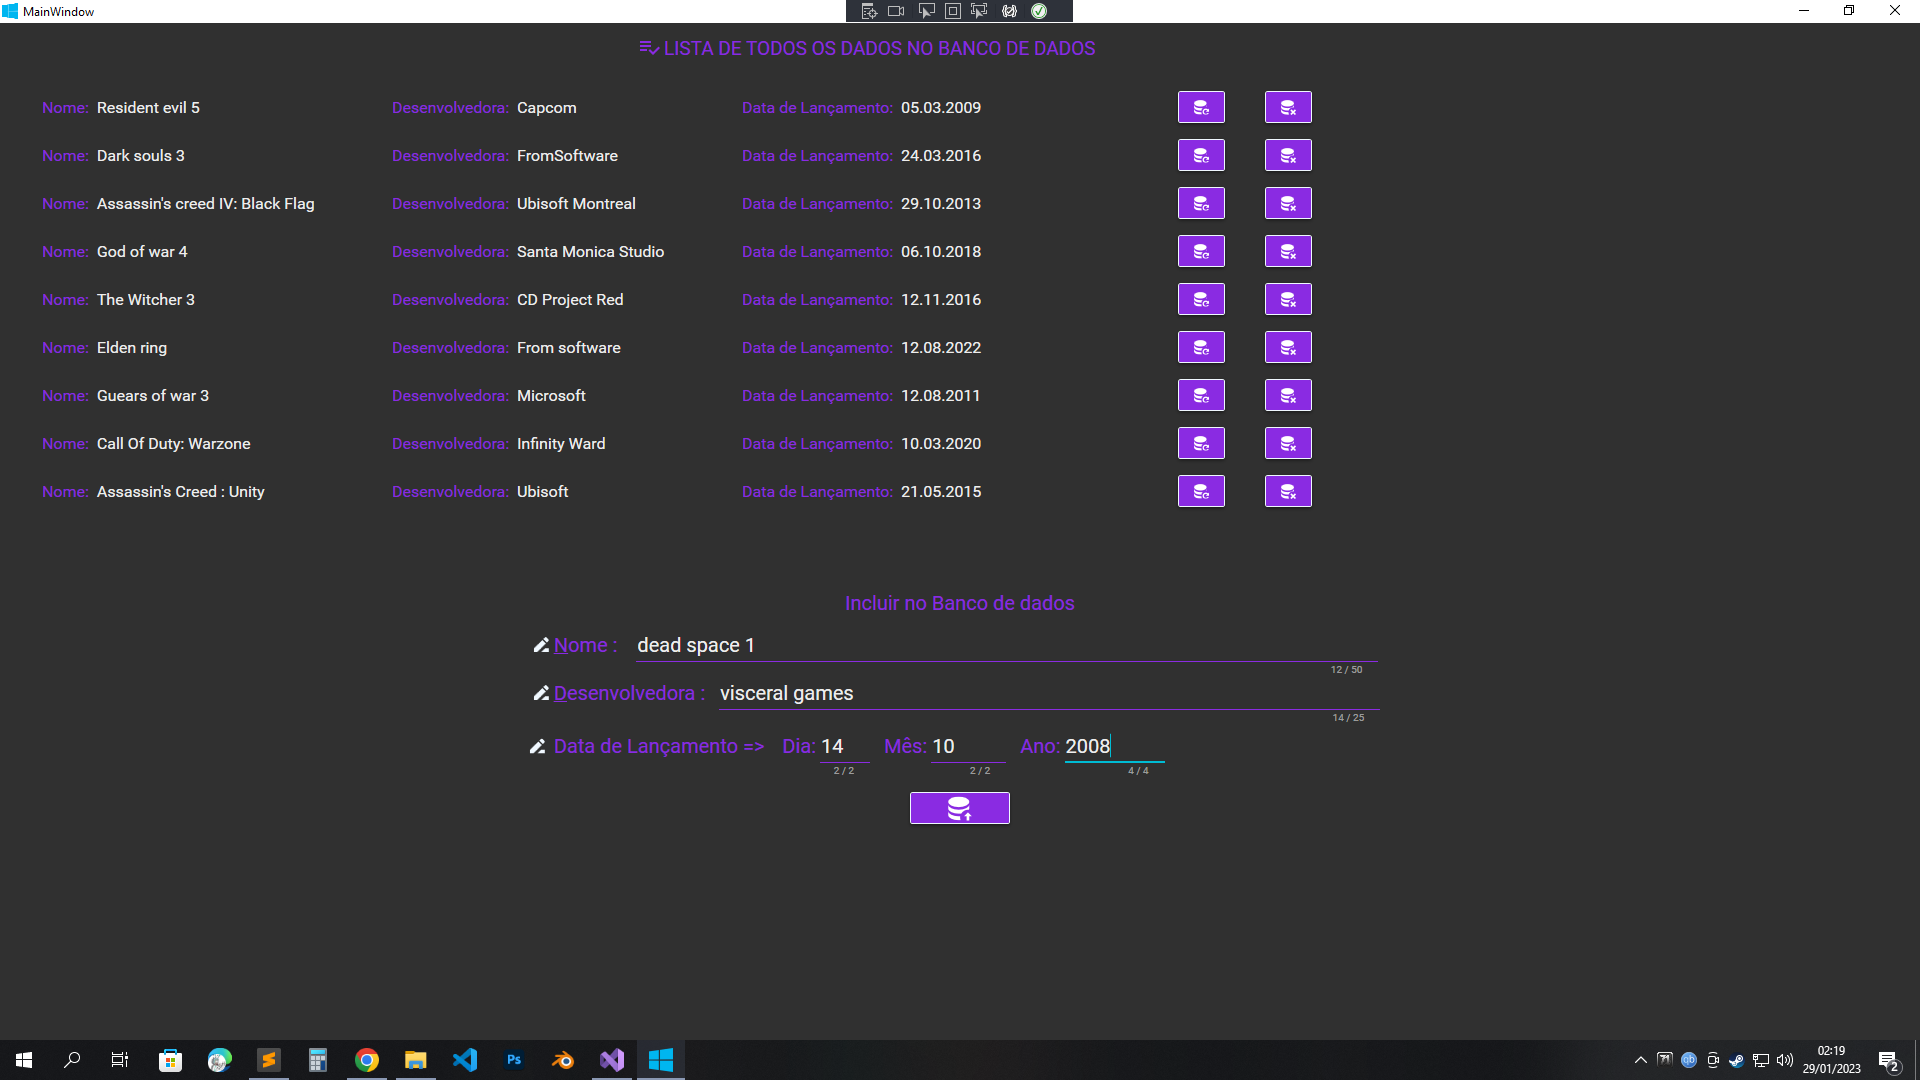 MainWindow
LISTA DE TODOS OS DADOS NO BANCO DE DADOS
Nome: Resident evil 5 Desenvolvedora: Capcom Data de Lançamento: 05.03.2009
Nome: Dark souls 3 Desenvolvedora: FromSoftware Data de Lançamento: 24.03.2016
Nome: Assassin's creed IV: Black Flag Desenvolvedora: Ubisoft Montreal Data de Lançamento: 29.10.2013
Nome: God of war 4 Desenvolvedora: Santa Monica Studio Data de Lançamento: 06.10.2018
Nome: The Witcher 3 Desenvolvedora: CD Project Red Data de Lançamento: 12.11.2016
Nome: Elden ring Desenvolvedora: From software Data de Lançamento: 12.08.2022
Nome: Guears of war 3 Desenvolvedora: Microsoft Data de Lançamento: 12.08.2011
Nome: Call Of Duty: Warzone Desenvolvedora: Infinity Ward Data de Lançamento: 10.03.2020
Nome: Assassin's Creed : Unity Desenvolvedora: Ubisoft Data de Lançamento: 21.05.2015
Incluir no Banco de dados
Nome : dead space 1
12 / 50
Desenvolvedora : visceral games
14 / 25
Data de Lançamento => Dia: 14 Mês: 10 Ano: 2008
2 / 2 2 / 2 4 / 4
Ps
qb
02:19
29/01/2023
2